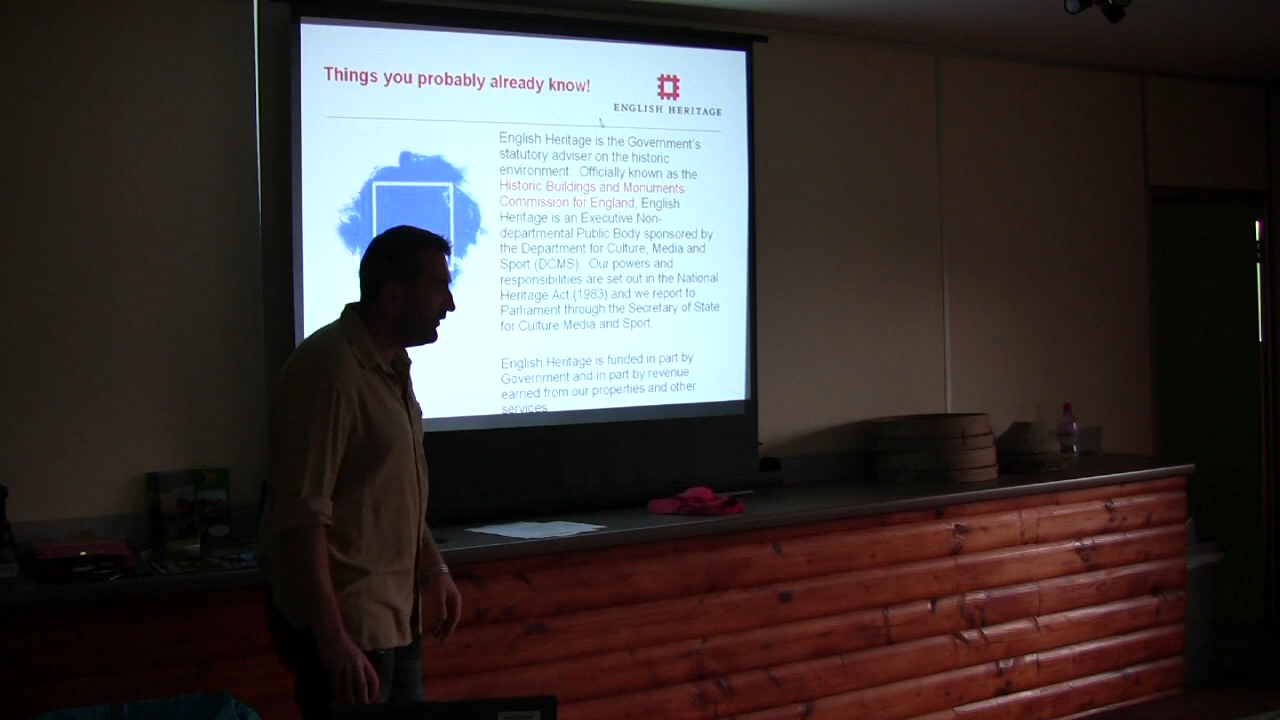 Things you probably already know!
ENGLISH HERITAGE
English Heritage is the Government's
statutory adviser on the historic
environment. Officially known as the
Historic Buildings and Monuments
Commission for England, English
Heritage is an Executive Non-
departmental Public Body sponsored by
the Department for Culture, Media and
Sport (DCMS). Our powers and
responsibilities are set out in the National
Heritage Act (1983) and we report to
Parliament through the Secretary of State
for Culture Media and Sport.
English Heritage is funded in part by
Government and in part by revenue
earned from our properties and other
services